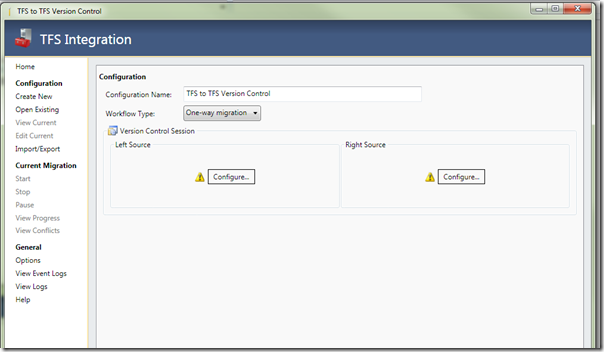 TFS to TFS Version Control
TFS Integration
Home
Configuration
Create New
Open Existing
View Current
Edit Current
Import/Export
Current Migration
Start
Stop
Pause
View Progress
View Conflicts
General
Options
View Event Logs
View Logs
Help
Configuration
Configuration Name: TFS to TFS Version Control
Workflow Type: One-way migration
Version Control Session
Left Source
Configure...
Right Source
Configure...